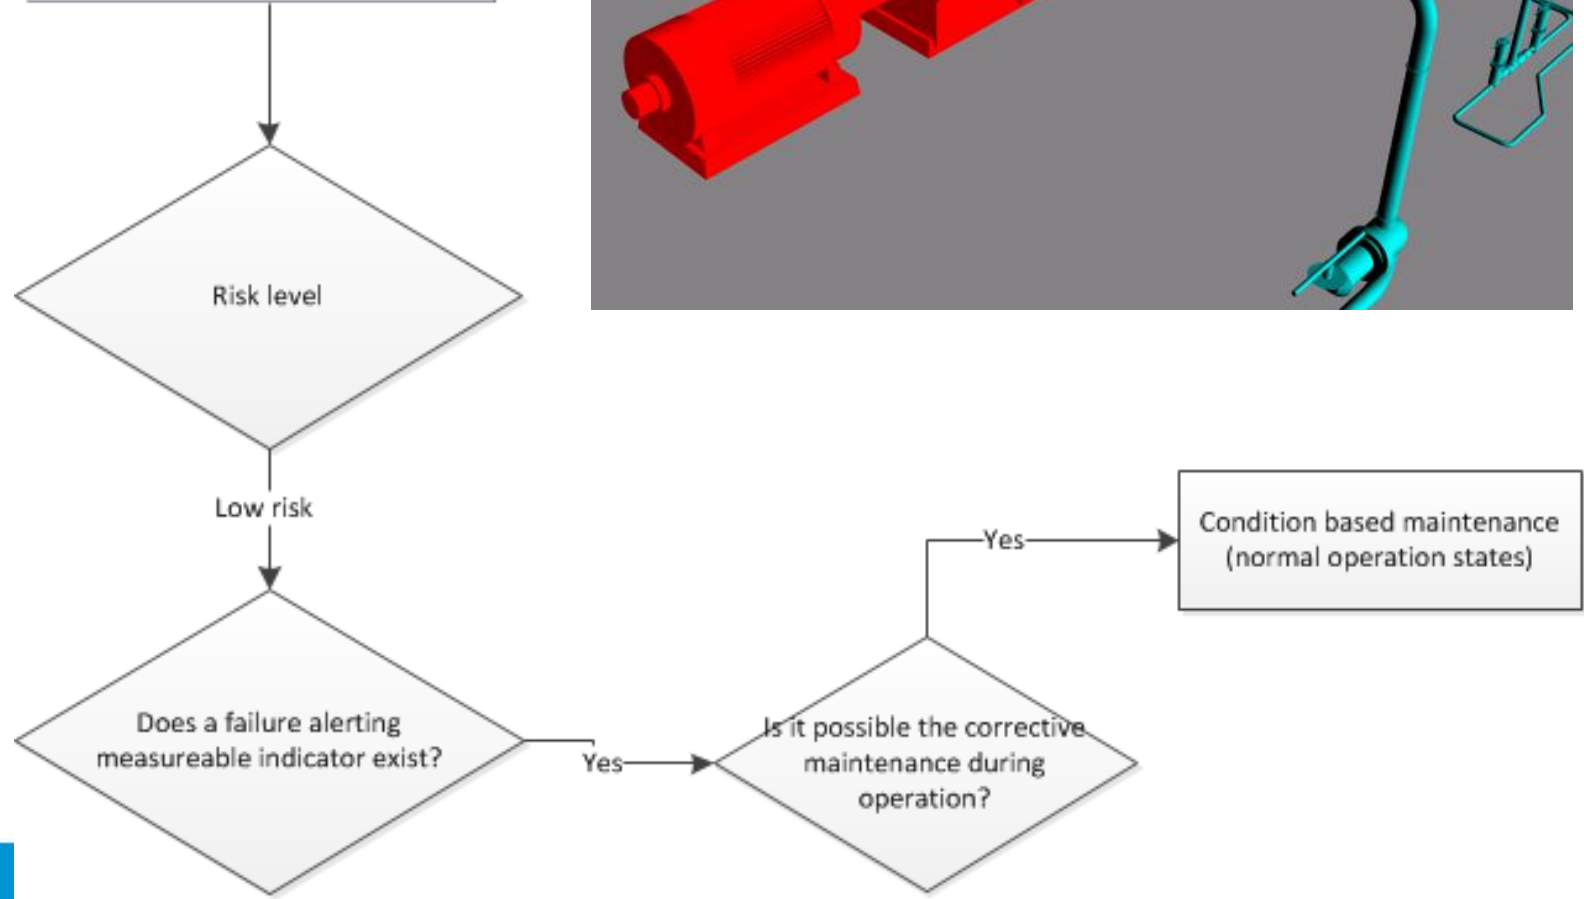 Risk level
Low risk
Does a failure alerting
measureable indicator exist?
Yes
Is it possible the corrective
maintenance during
operation?
Yes
Condition based maintenance
(normal operation states)